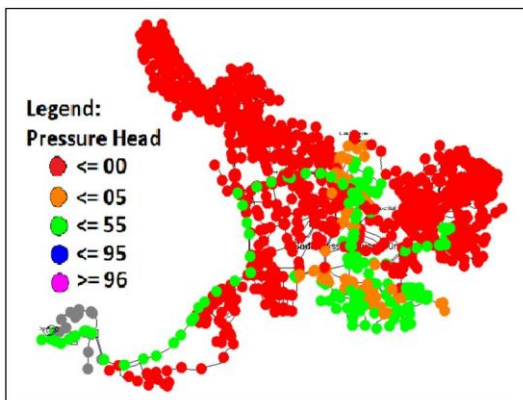 Legend:
Pressure Head
<= 00
<= 05
<= 55
<= 95
>= 96